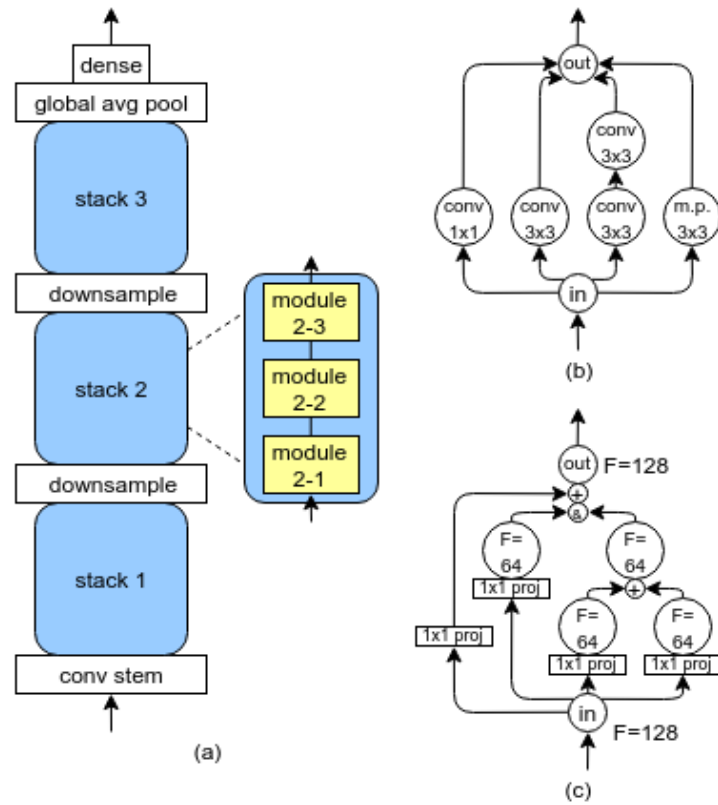 dense
global avg pool
stack 3
downsample
stack 2
downsample
stack 1
conv stem
(a)
module
2-3
module
2-2
module
2-1
out
conv
3x3
conv
1x1
conv
3x3
conv
3x3
m.p.
3x3
in
(b)
out
F=128
+
&
F=
64
1x1 proj
F=
64
+
1x1 proj
F=
64
1x1 proj
F=
64
1x1 proj
in
F=128
(c)